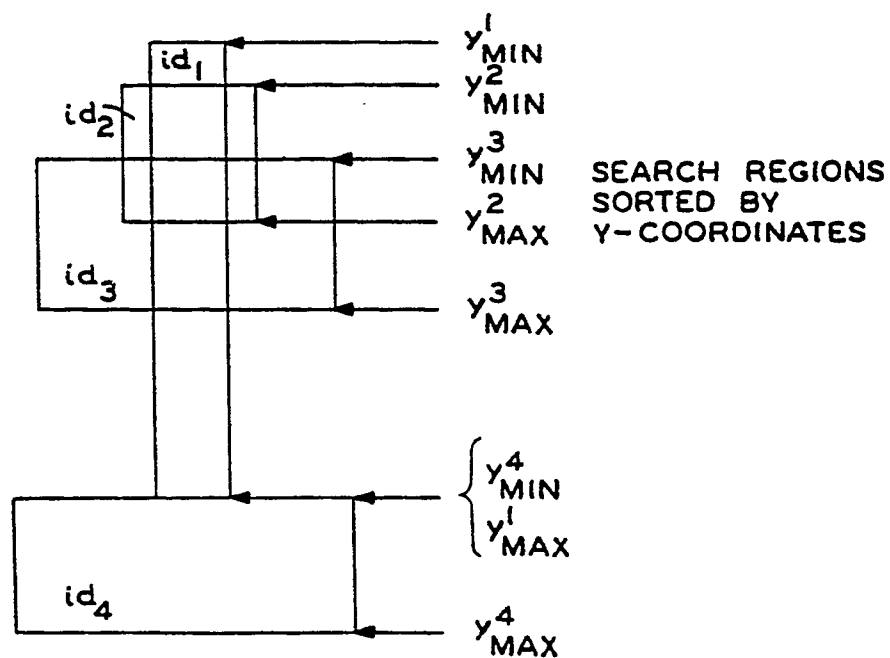 id₁
y¹MIN
y²MIN
id₂
y³MIN SEARCH REGIONS
SORTED BY
y²MAX Y-COORDINATES
id₃
y³MAX
y⁴MIN
y¹MAX
id₄
y⁴MAX